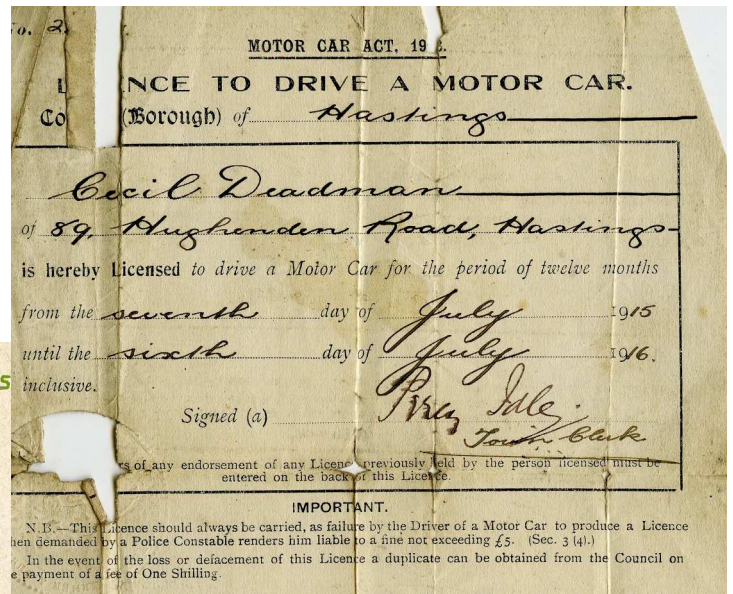 No. 2
MOTOR CAR ACT, 19
L NCE TO DRIVE A MOTOR CAR.
Co (Borough) of Hastings
Cecil Deadman
of 89, Hughenden Road, Hastings
is hereby Licensed to drive a Motor Car for the period of twelve months
from the seventh day of July 1915
until the sixth day of July 1916.
inclusive.
Signed (a) Percy Idle.
Town Clerk
rs of any endorsement of any Licence previously held by the person licensed must be
entered on the back of this Licence.
IMPORTANT.
N.B.—This Licence should always be carried, as failure by the Driver of a Motor Car to produce a Licence
hen demanded by a Police Constable renders him liable to a fine not exceeding £5. (Sec. 3 (4).)
In the event of the loss or defacement of this Licence a duplicate can be obtained from the Council on
e payment of a fee of One Shilling.